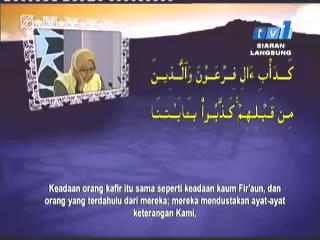 tv1
SIARAN
LANGSUNG
كَدَأْبِ ءَالِ فِرْعَوْنَ وَٱلَّذِينَ
مِن قَبْلِهِمْ ۚ كَذَّبُوا۟ بِـَٔايَـٰتِنَا
Keadaan orang kafir itu sama seperti keadaan kaum Fir'aun, dan
orang yang terdahulu dari mereka; mereka mendustakan ayat-ayat
keterangan Kami,